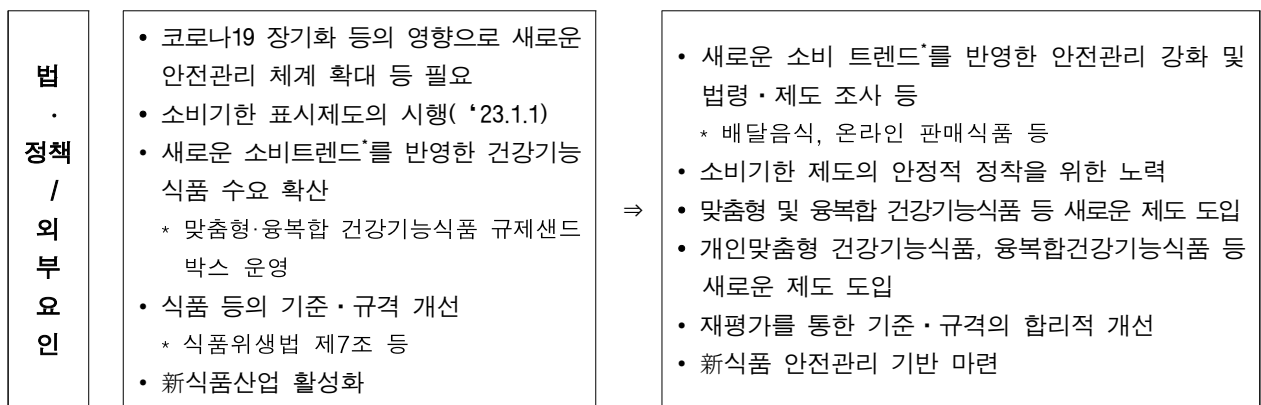 법
·
정책
/
외
부
요
인
• 코로나19 장기화 등의 영향으로 새로운
안전관리 체계 확대 등 필요
• 소비기한 표시제도의 시행( ‘23.1.1)
• 새로운 소비트렌드*를 반영한 건강기능
식품 수요 확산
* 맞춤형·융복합 건강기능식품 규제샌드
박스 운영
• 식품 등의 기준・규격 개선
* 식품위생법 제7조 등
• 新식품산업 활성화
⇒
• 새로운 소비 트렌드*를 반영한 안전관리 강화 및
법령・제도 조사 등
* 배달음식, 온라인 판매식품 등
• 소비기한 제도의 안정적 정착을 위한 노력
• 맞춤형 및 융복합 건강기능식품 등 새로운 제도 도입
• 개인맞춤형 건강기능식품, 융복합건강기능식품 등
새로운 제도 도입
• 재평가를 통한 기준・규격의 합리적 개선
• 新식품 안전관리 기반 마련